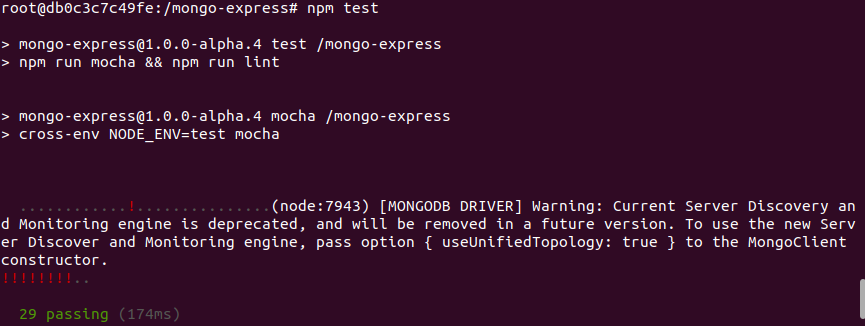 root@db0c3c7c49fe:/mongo-express# npm test
> mongo-express@1.0.0-alpha.4 test /mongo-express
> npm run mocha && npm run lint
> mongo-express@1.0.0-alpha.4 mocha /mongo-express
> cross-env NODE_ENV=test mocha
............!...............(node:7943) [MONGODB DRIVER] Warning: Current Server Discovery an
d Monitoring engine is deprecated, and will be removed in a future version. To use the new Serv
er Discover and Monitoring engine, pass option { useUnifiedTopology: true } to the MongoClient
constructor.
!!!!!!!!..
29 passing (174ms)